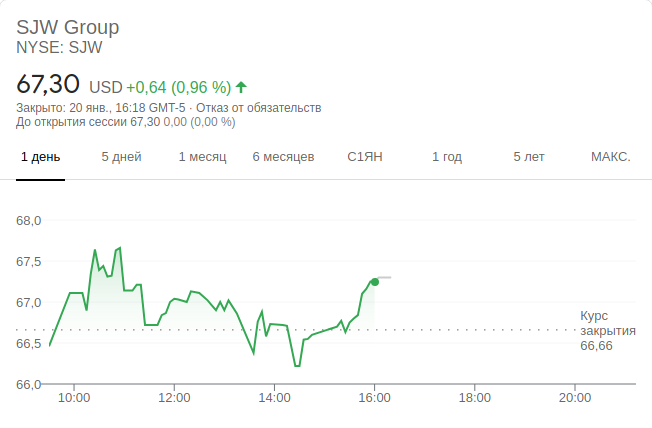 SJW Group
NYSE: SJW
67,30 USD +0,64 (0,96 %)
Закрыто: 20 янв., 16:18 GMT-5 · Отказ от обязательств
До открытия сессии 67,30 0,00 (0,00 %)
1 день 5 дней 1 месяц 6 месяцев С1ЯН 1 год 5 лет МАКС.
68,0
67,5
67,0
66,5
66,0
Курс
закрытия
66,66
10:00 12:00 14:00 16:00 18:00 20:00